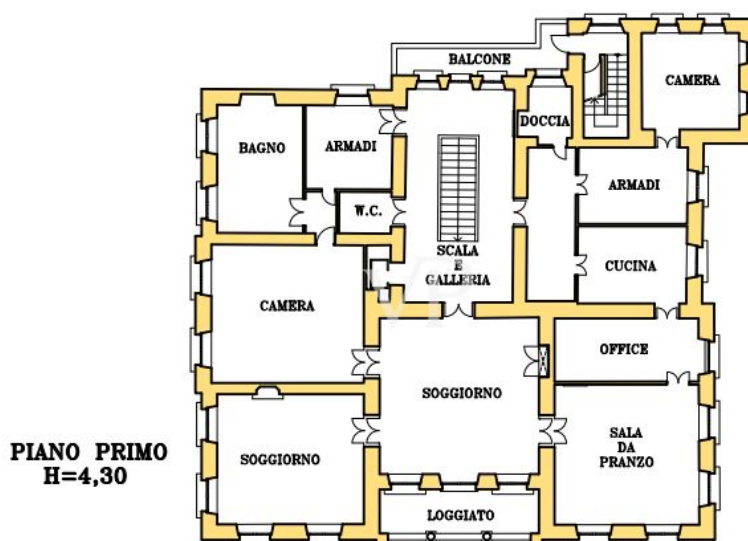 BALCONE
CAMERA
DOCCIA
BAGNO
ARMADI
ARMADI
W.C.
SCALA
E
GALLERIA
CUCINA
CAMERA
OFFICE
SOGGIORNO
SALA
DA
PRANZO
PIANO PRIMO
H=4,30
SOGGIORNO
LOGGIATO